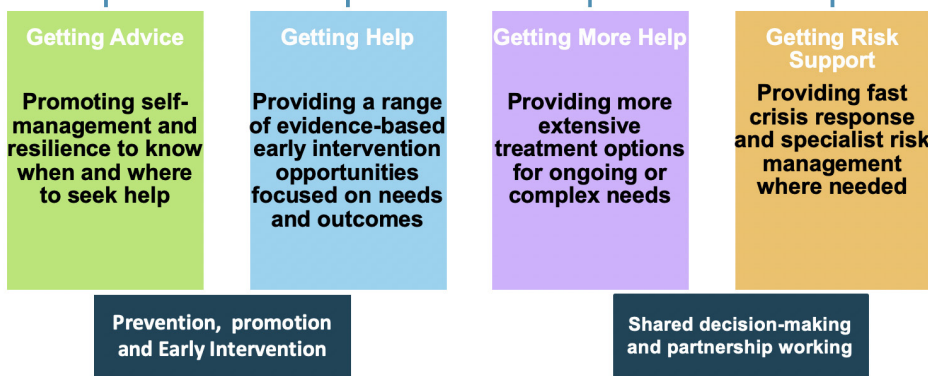 Getting Advice
Promoting self-
management and
resilience to know
when and where
to seek help
Getting Help
Providing a range
of evidence-based
early intervention
opportunities
focused on needs
and outcomes
Getting More Help
Providing more
extensive
treatment options
for ongoing or
complex needs
Getting Risk
Support
Providing fast
crisis response
and specialist risk
management
where needed
Prevention, promotion
and Early Intervention
Shared decision-making
and partnership working